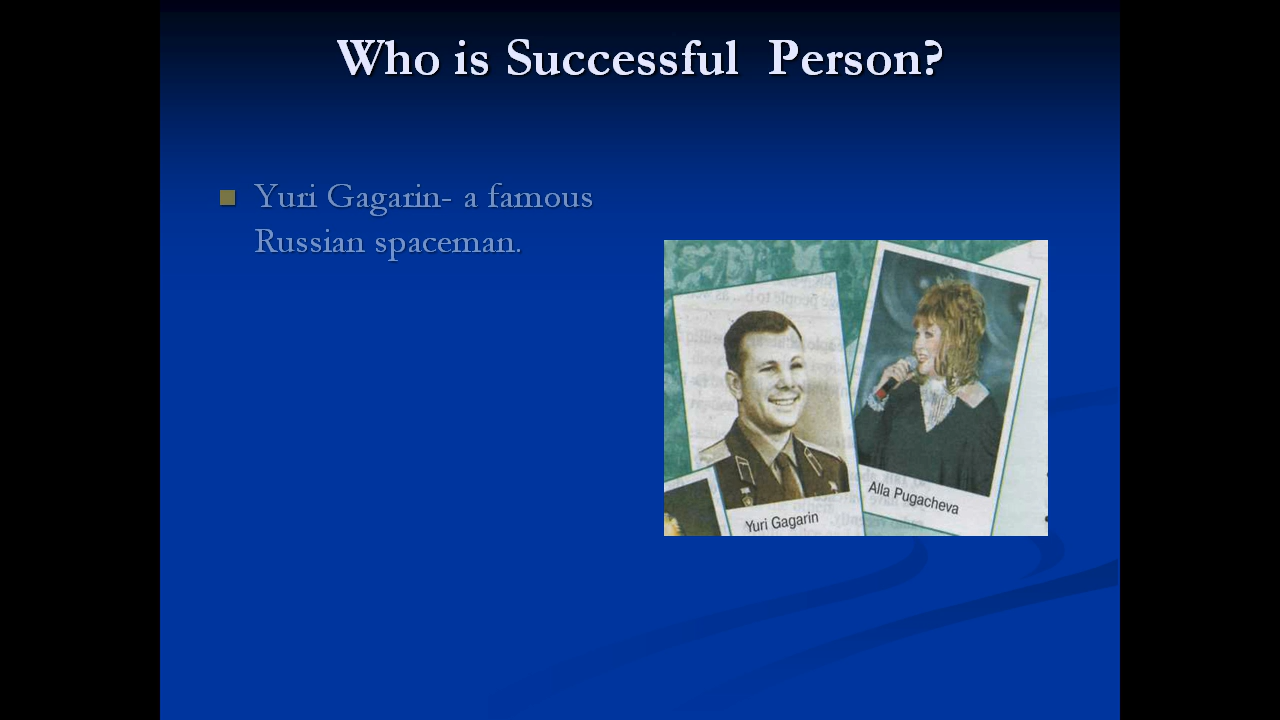 Who is Successful  Person?
Yuri Gagarin- a famous
Russian spaceman.
Alla Pugacheva
Yuri Gagarin